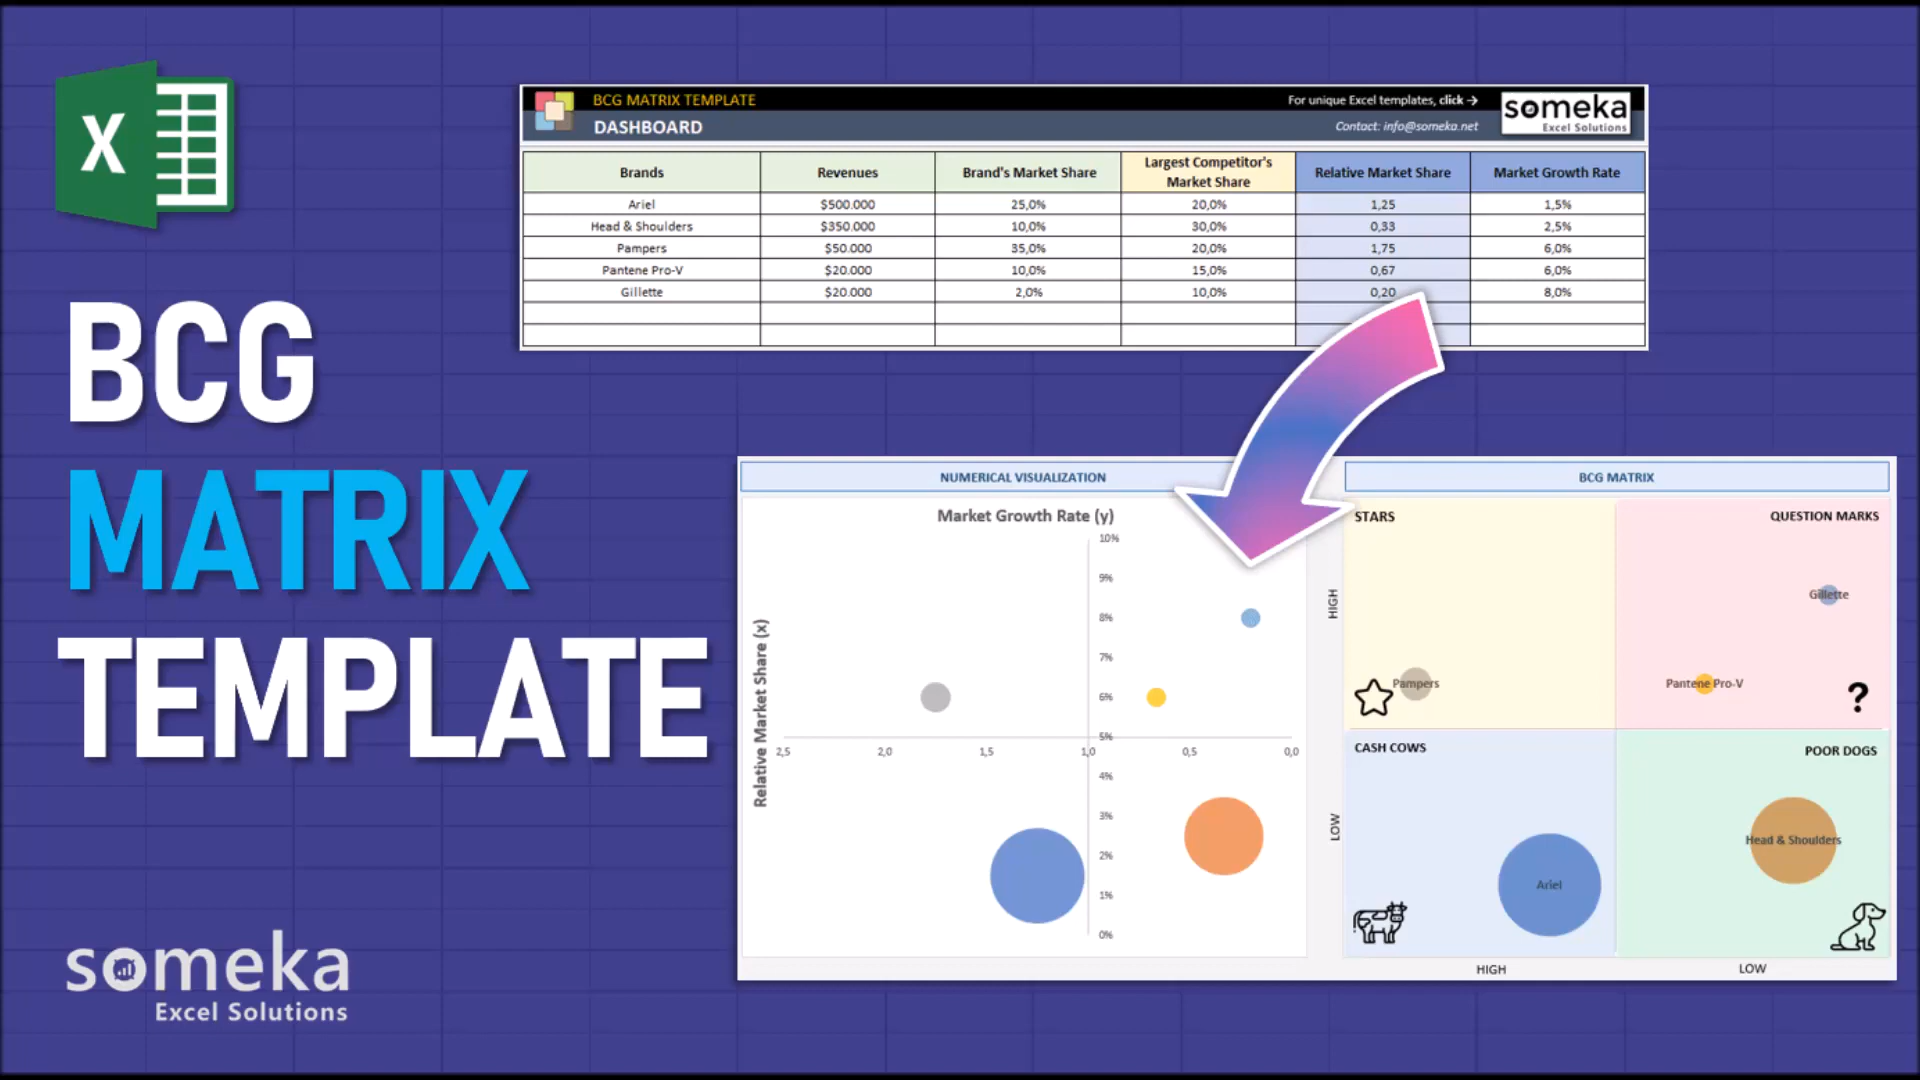 X
BCG
MATRIX
TEMPLATE
someka
Excel Solutions
BCG MATRIX TEMPLATE
DASHBOARD
For unique Excel templates, click →
Contact: info@someka.net
someka
Excel Solutions
Brands Revenues Brand's Market Share Largest Competitor's Market Share Relative Market Share Market Growth Rate
Ariel $500.000 25,0% 20,0% 1,25 1,5%
Head & Shoulders $350.000 10,0% 30,0% 0,33 2,5%
Pampers $50.000 35,0% 20,0% 1,75 6,0%
Pantene Pro-V $20.000 10,0% 15,0% 0,67 6,0%
Gillette $20.000 2,0% 10,0% 0,20 8,0%
NUMERICAL VISUALIZATION
Market Growth Rate (y)
10%
9%
8%
7%
6%
5%
2,5 2,0 1,5 1,0 0,5 0,0
4%
3%
2%
1%
0%
Relative Market Share (x)
BCG MATRIX
STARS
QUESTION MARKS
HIGH
Gillette
Pampers
Pantene Pro-V
?
CASH COWS
POOR DOGS
LOW
Head & Shoulders
Ariel
HIGH
LOW